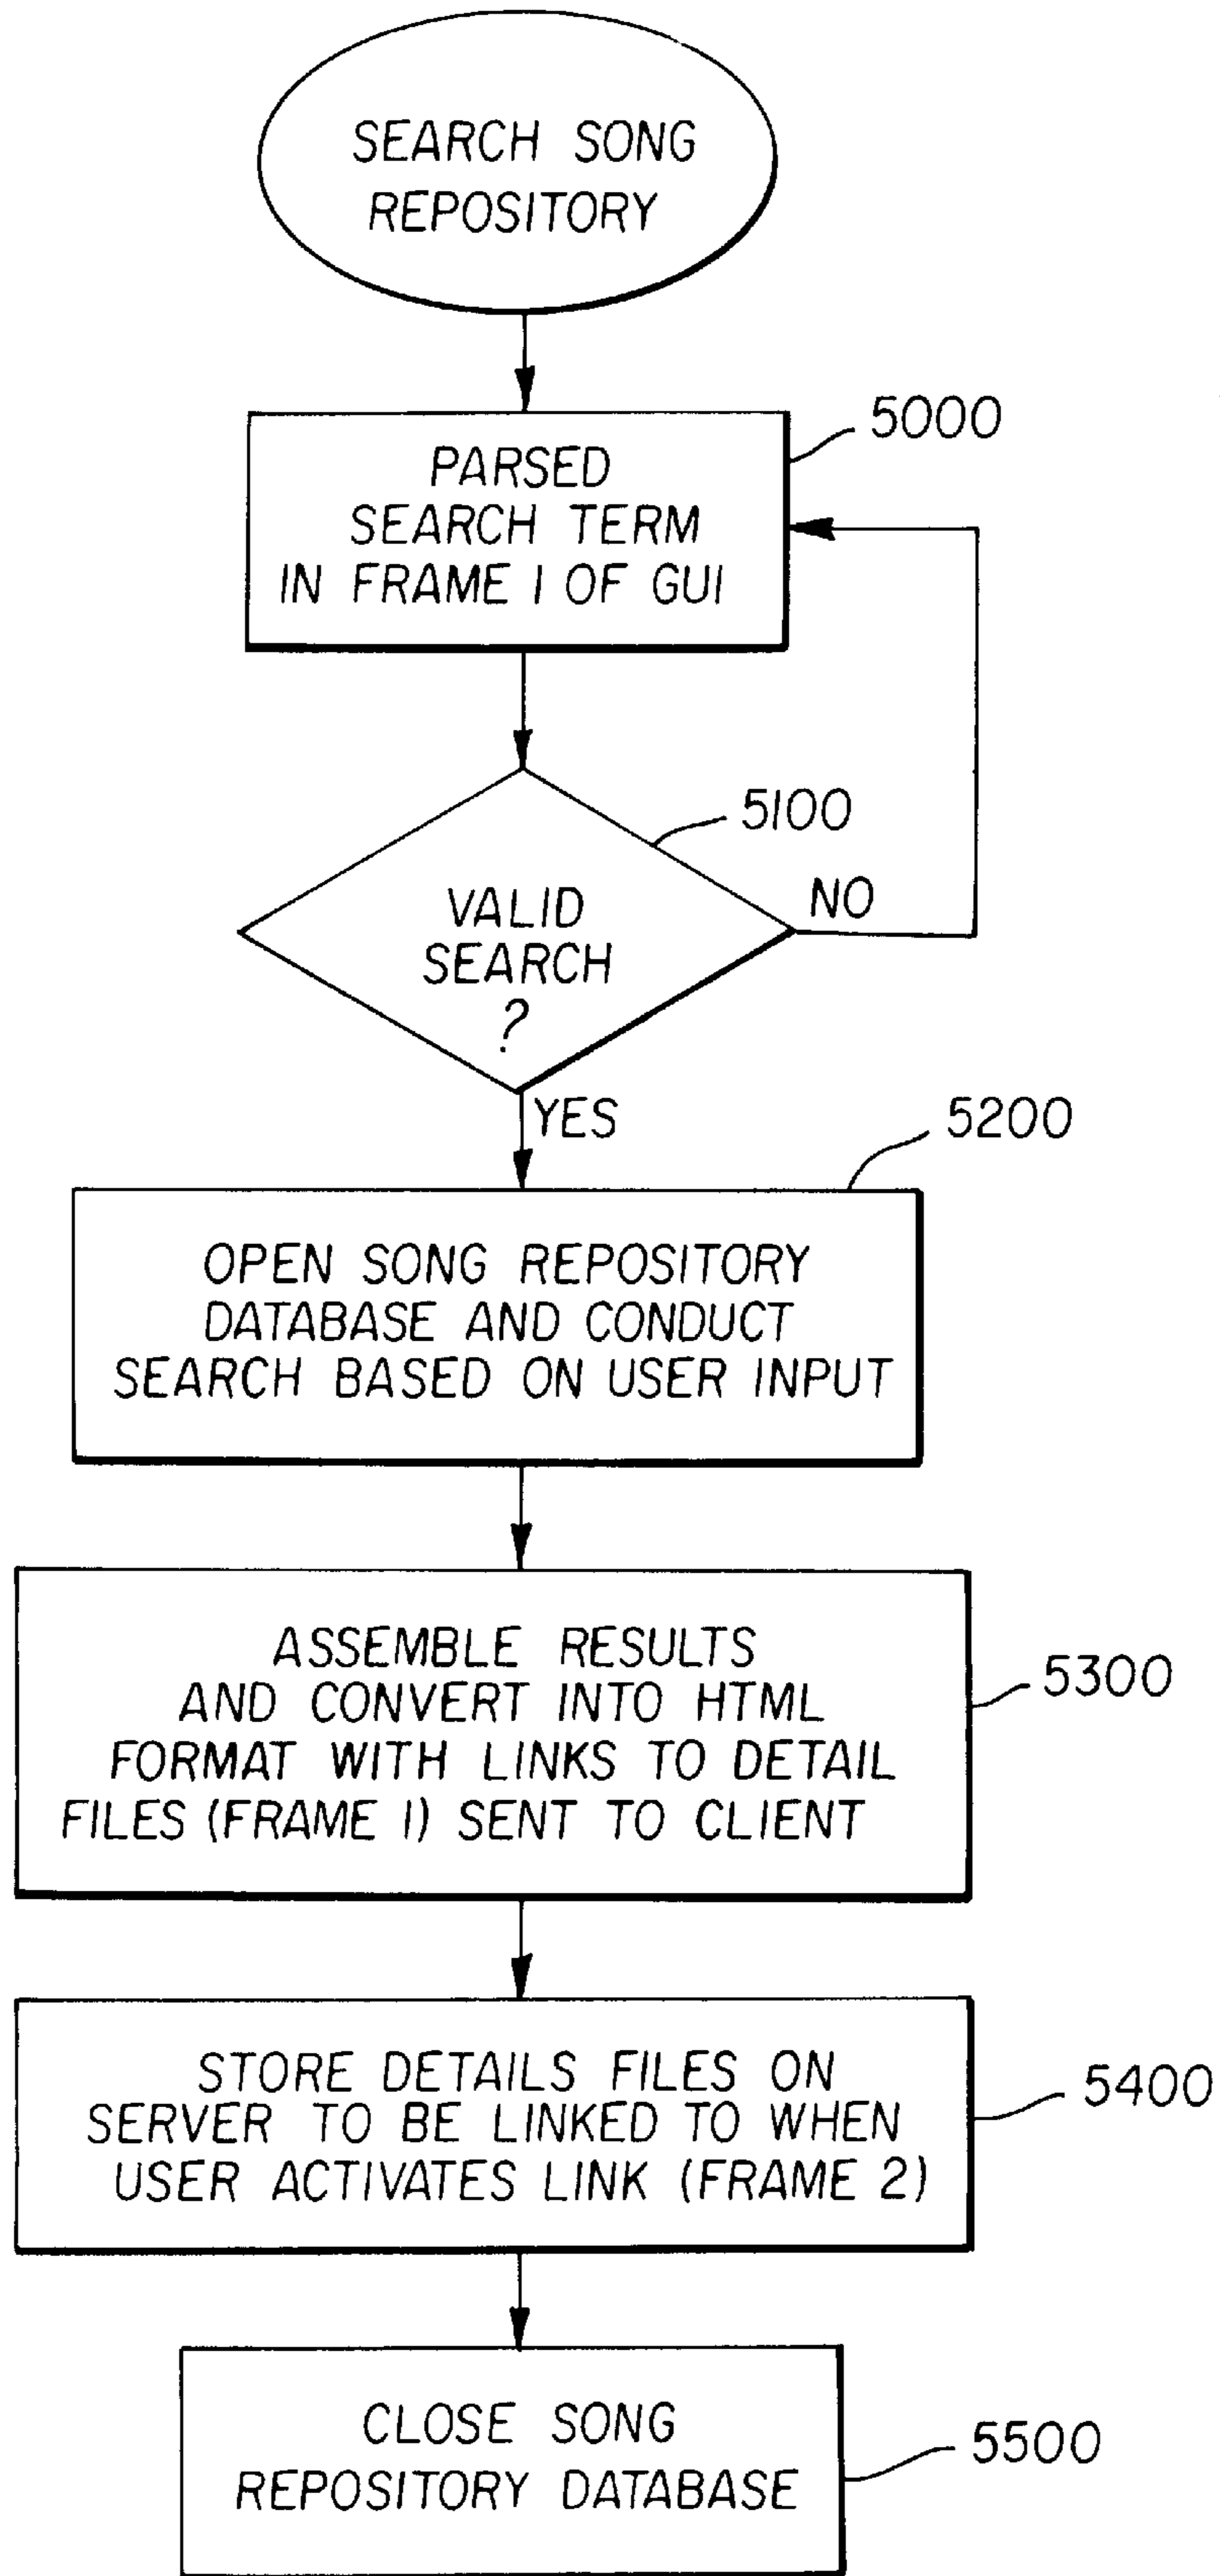 SEARCH SONG
REPOSITORY
5000
PARSED
SEARCH TERM
IN FRAME 1 OF GUI
5100
VALID
SEARCH
?
NO
YES
5200
OPEN SONG REPOSITORY
DATABASE AND CONDUCT
SEARCH BASED ON USER INPUT
ASSEMBLE RESULTS
AND CONVERT INTO HTML
FORMAT WITH LINKS TO DETAIL
FILES (FRAME 1) SENT TO CLIENT
5300
STORE DETAILS FILES ON
SERVER TO BE LINKED TO WHEN
USER ACTIVATES LINK (FRAME 2)
5400
CLOSE SONG
REPOSITORY DATABASE
5500